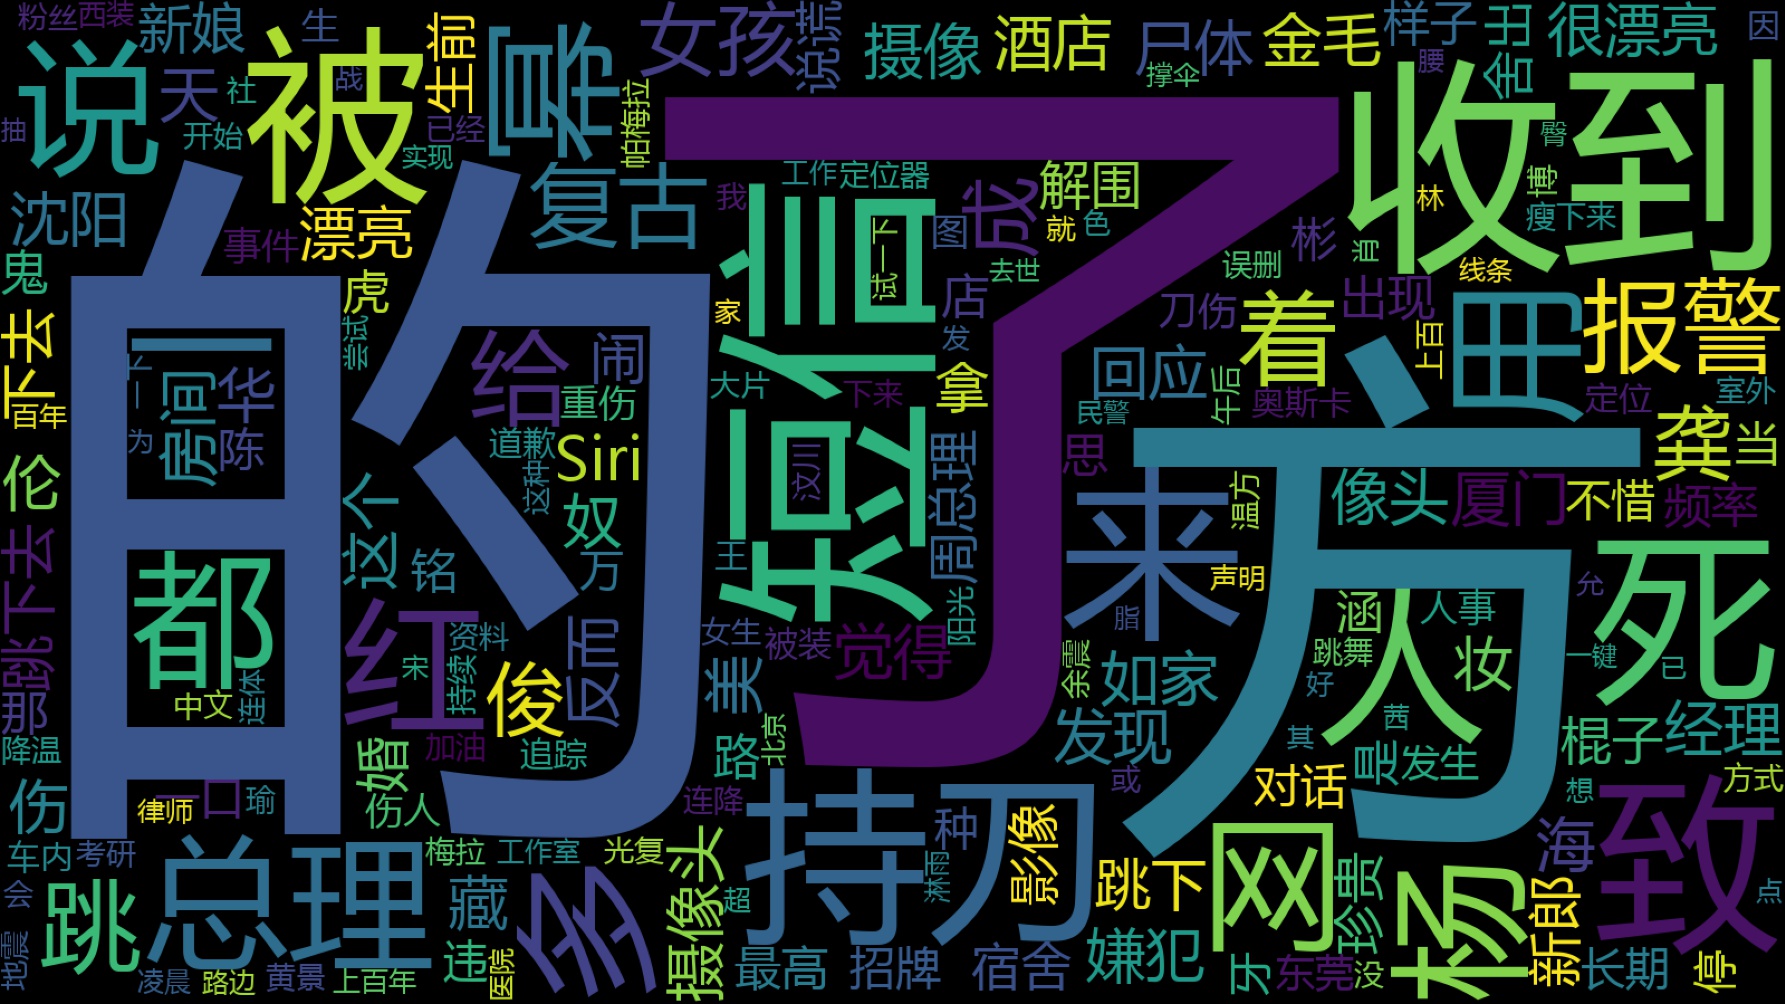 粉丝
西装
新娘
生
说
被
幕
女孩
说谎
摄像
酒店
尸体
金毛
样子
舍出
很漂亮
因
天
社
战
生前
撑伞
腰
抽
开始
已经
实现
帕梅拉
收到
臀
沈阳
事件
漂亮
复古
我
工作
定位器
试一下
图
成
解围
就
色
彬
肖
林
博
瘦下来
鬼
虎
的
了
短信
去世
误删
线条
家
店
刀伤
出现
用
报警
下去
百年
一下
房间
华
陈
为
尝试
给
闹
重伤
道歉
Siri
这种
发
大片
下来
拿
着
回应
午后
民警
奥斯卡
上百
定位
室外
龚
当
伦
这个
奴
汶川
周总理
思
方
来
温方
像头
厦门
不惜
频率
都
铭
万
王
阳光
声明
允
死
跳下去
那
红
资料
宋
持续
俊
反而
女生
被装
觉得
美
脂
余震
如家
涵
人事
跳舞
人
妆
一键
已
中文
连体
降温
婚
加油
追踪
路
北京
发现
好
其
茜
是
发生
棍子
经理
伤
律师
一口
瑜
伤人
连降
持刀
或
对话
想
方式
车内
考研
总理
梅拉
工作室
光复
摄像头
种
影像
网
海
致
会
跳
藏
多
超
淋雨
跳下
珍贵
杨
新郎
点
地震
凌晨
路边
黄景
上百年
违
医院
最高
招牌
宿舍
嫌犯
牙
东莞
没
长期
停